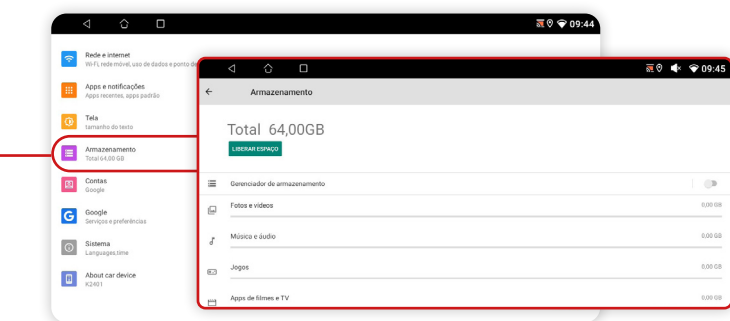 09:44
Rede e internet
Wi-Fi, rede móvel, uso de dados e ponto de
Apps e notificações
Apps recentes, apps padrão
Tela
tamanho do texto
Armazenamento
Total 64,00 GB
Contas
Google
Google
Serviços e preferências
Sistema
Languages,time
About car device
K2401
09:45
Armazenamento
Total 64,00GB
LIBERAR ESPAÇO
Gerenciador de armazenamento
Fotos e vídeos 0,00 GB
Música e áudio 0,00 GB
Jogos 0,00 GB
Apps de filmes e TV 0,00 GB